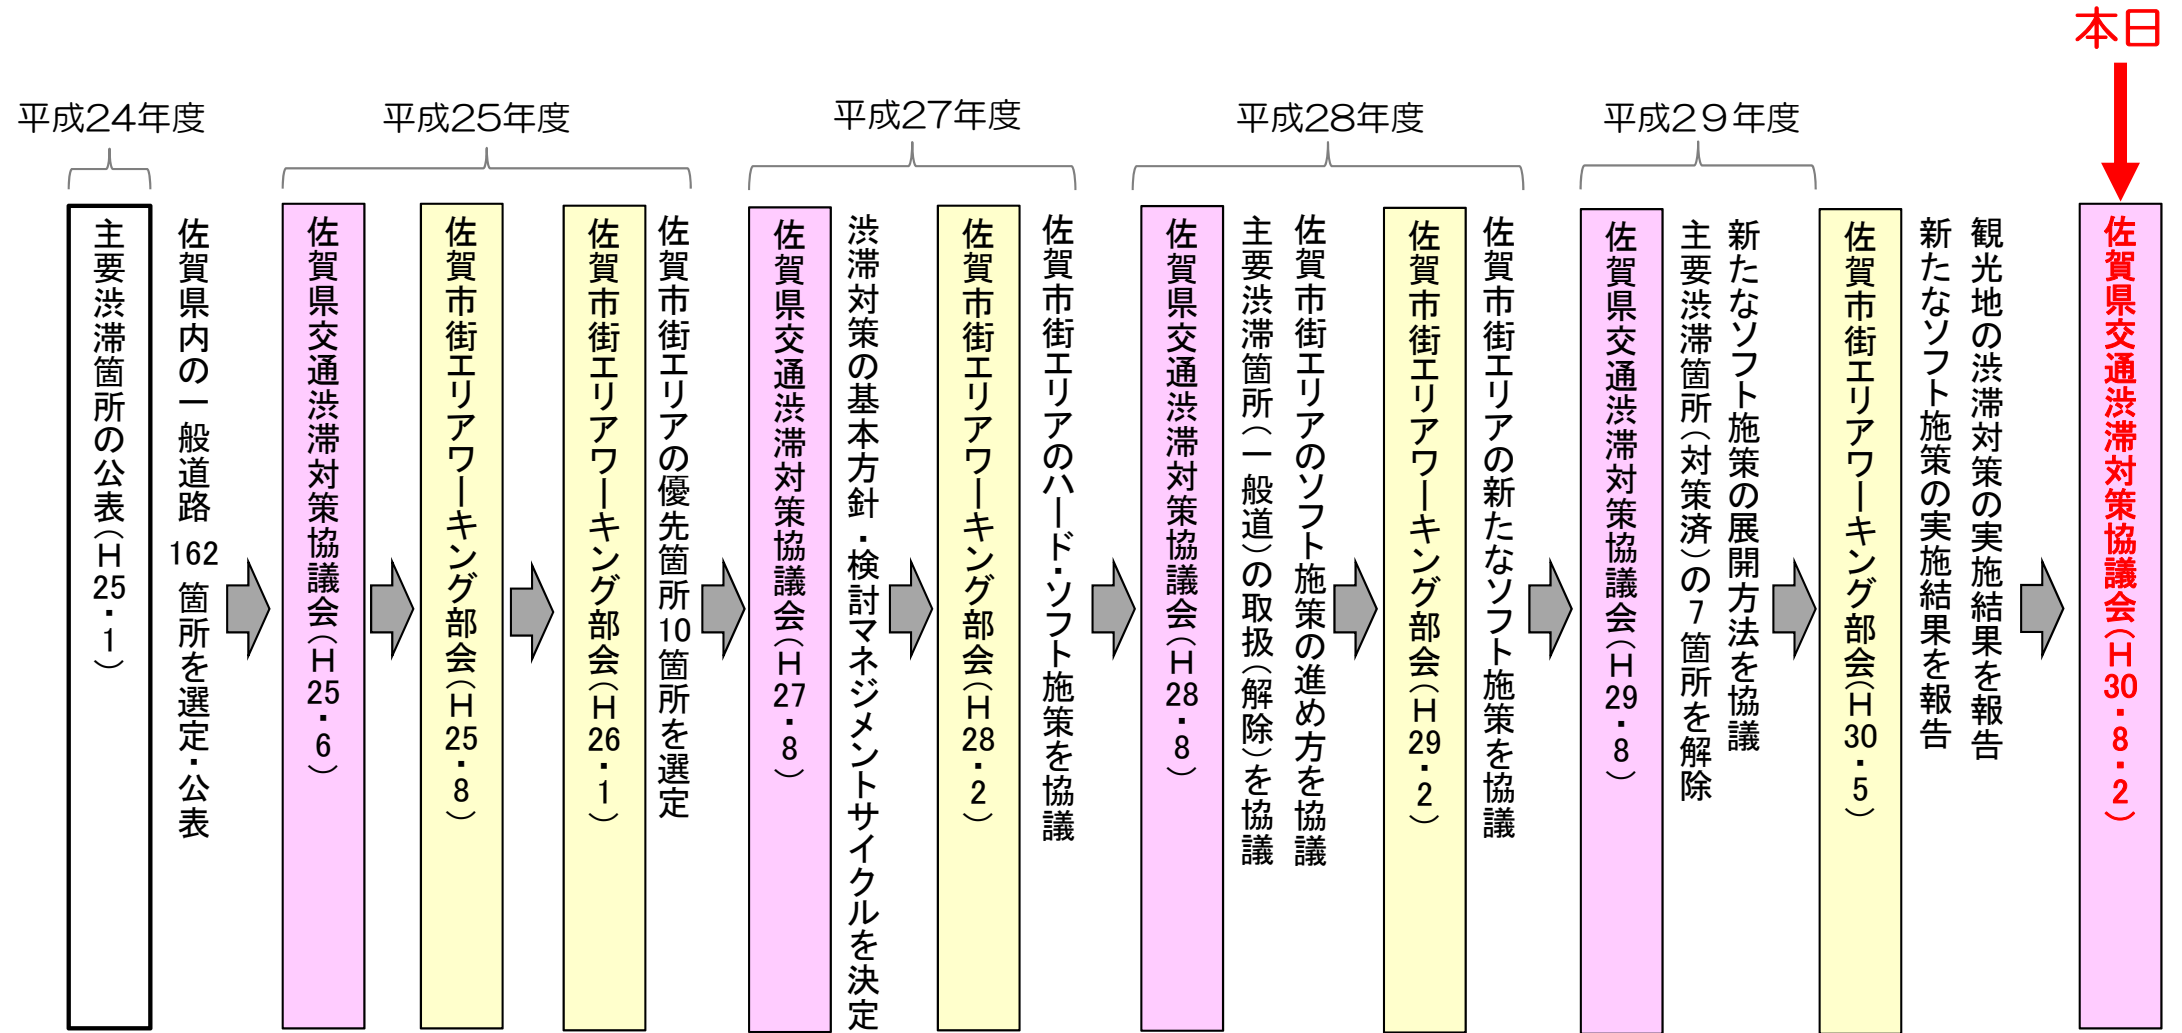 本日
平成24年度
平成25年度
平成27年度
平成28年度
平成29年度
主要渋滞箇所の公表（H25・1）
佐賀県内の一般道路162箇所を選定・公表
佐賀県交通渋滞対策協議会（H25・6）
佐賀市街エリアワーキング部会（H25・8）
佐賀市街エリアワーキング部会（H26・1）
佐賀市街エリアの優先箇所10箇所を選定
佐賀県交通渋滞対策協議会（H27・8）
渋滞対策の基本方針・検討マネジメントサイクルを決定
佐賀市街エリアワーキング部会（H28・2）
佐賀市街エリアのハード・ソフト施策を協議
佐賀県交通渋滞対策協議会（H28・8）
佐賀市街エリアのソフト施策の進め方を協議
主要渋滞箇所（一般道）の取扱（解除）を協議
佐賀市街エリアワーキング部会（H29・2）
佐賀市街エリアの新たなソフト施策を協議
佐賀県交通渋滞対策協議会（H29・8）
新たなソフト施策の展開方法を協議
主要渋滞箇所（対策済）の7箇所を解除
佐賀市街エリアワーキング部会（H30・5）
観光地の渋滞対策の実施結果を報告
新たなソフト施策の実施結果を報告
佐賀県交通渋滞対策協議会（H30・8・2）